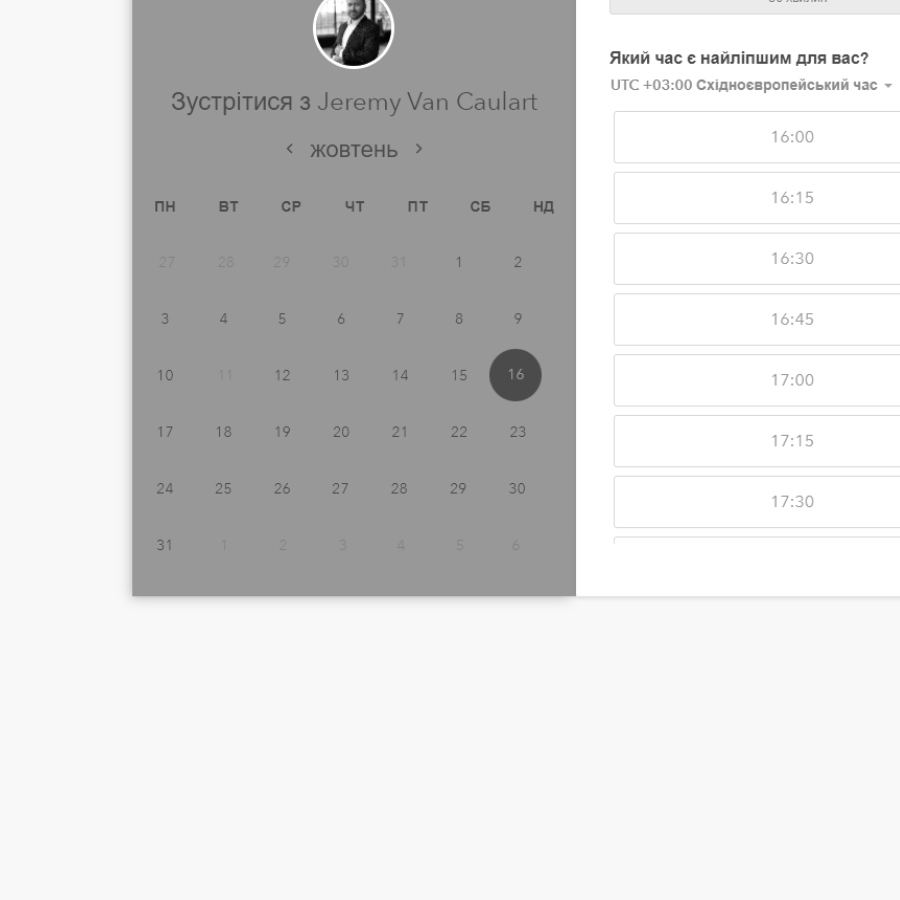 Зустрітися з Jeremy Van Caulart
жовтень
ПН ВТ СР ЧТ ПТ СБ НД
27 28 29 30 31 1 2
3 4 5 6 7 8 9
10 11 12 13 14 15 16
17 18 19 20 21 22 23
24 25 26 27 28 29 30
31 1 2 3 4 5 6
Який час є найліпшим для вас?
UTC +03:00 Східноєвропейський час
16:00
16:15
16:30
16:45
17:00
17:15
17:30